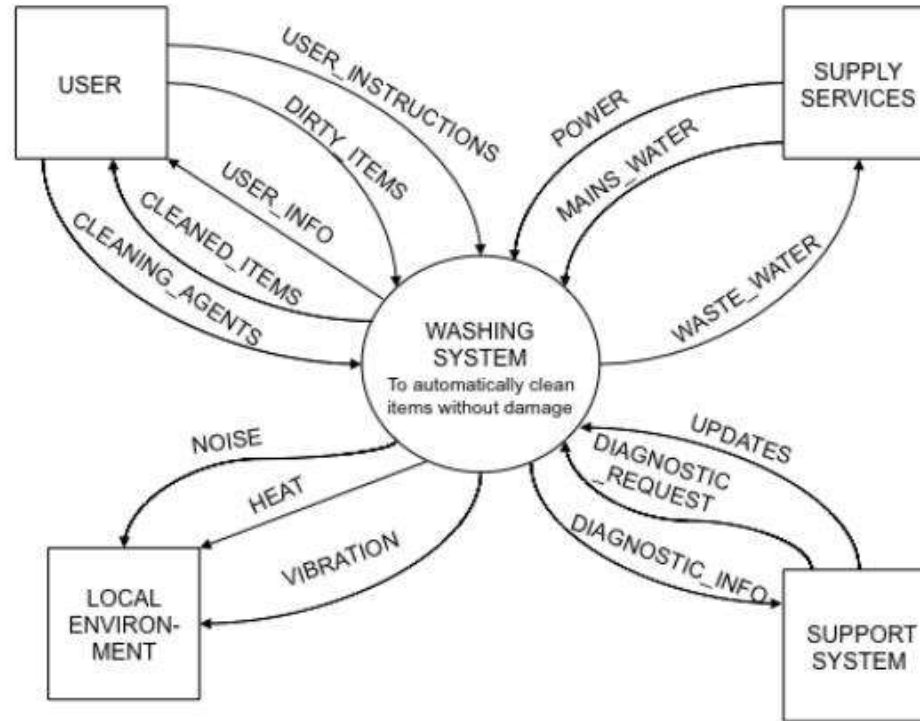 USER
USER_INSTRUCTIONS
DIRTY_ITEMS
USER_INFO
CLEANED_ITEMS
CLEANING_AGENTS
SUPPLY
SERVICES
POWER
MAINS_WATER
WASTE_WATER
WASHING
SYSTEM
To automatically clean
items without damage
NOISE
HEAT
VIBRATION
LOCAL
ENVIRON-
MENT
UPDATES
DIAGNOSTIC
_REQUEST
DIAGNOSTIC_INFO
SUPPORT
SYSTEM